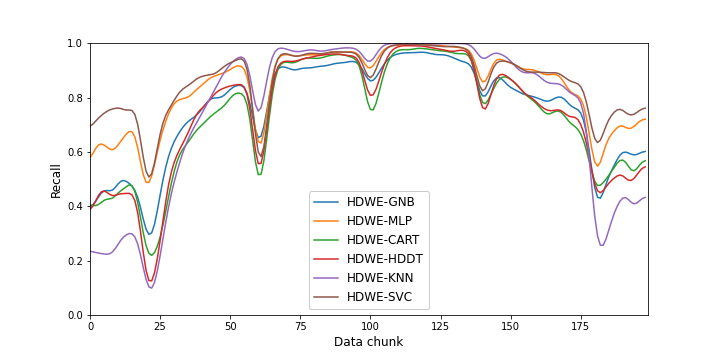 1.0
0.8
0.6
0.4
0.2
0.0
Recall
0
25
50
75
100
125
150
175
Data chunk
HDWE-GNB
HDWE-MLP
HDWE-CART
HDWE-HDDT
HDWE-KNN
HDWE-SVC